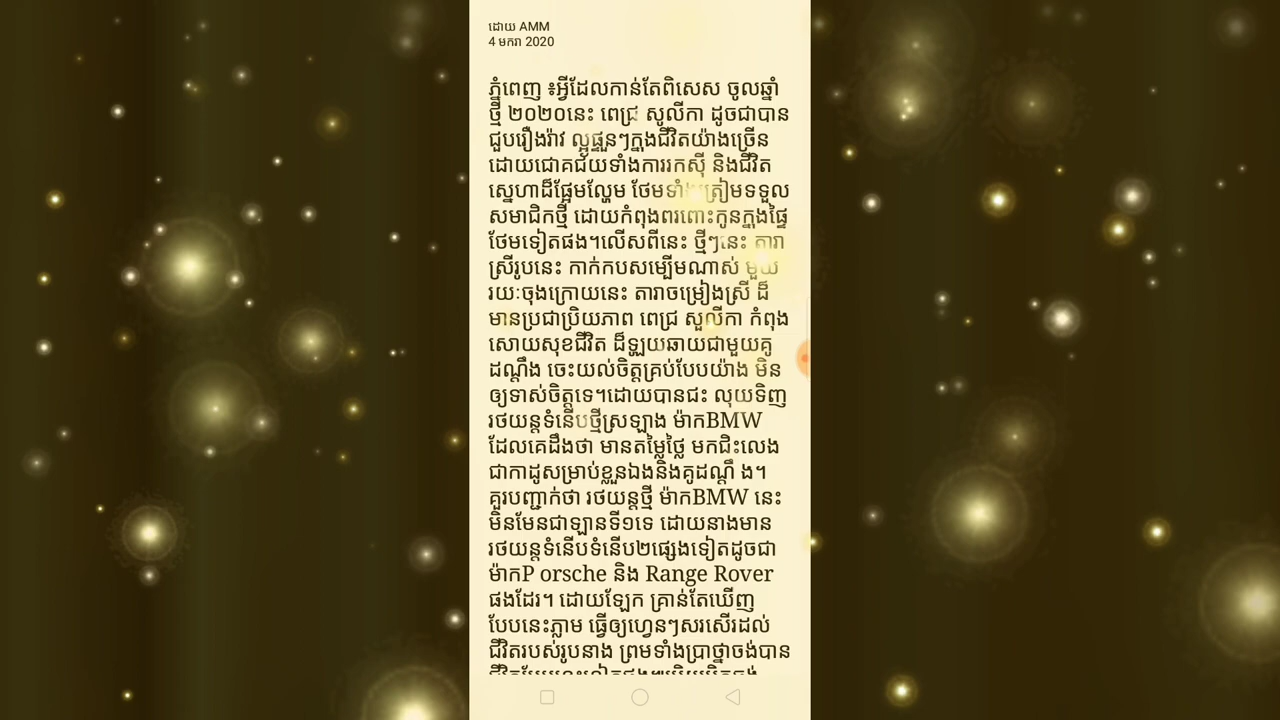 ដោយ AMM
4 មករា 2020
ភ្នំពេញ ៖អ្វីដែលកាន់តែពិសេស ចូលឆ្នាំ
ថ្មី ២០២០នេះ ពេជ្រ សូលីកា ដូចជាបាន
ជួបរឿងរ៉ាវ ល្អផ្ទួនៗក្នុងជីវិតយ៉ាងច្រើន
ដោយជោគជ័យទាំងការរកស៊ី និងជីវិត
ស្នេហាដ៏ផ្អែមល្ហែម ថែមទាំងត្រៀមទទួល
សមាជិកថ្មី ដោយកំពុងពរពោះកូនក្នុងផ្ទៃ
ថែមទៀតផង។លើសពីនេះ ថ្មីៗនេះ តារា
ស្រីរូបនេះ កាក់កបសម្បើមណាស់ មួយ
រយៈចុងក្រោយនេះ តារាចម្រៀងស្រី ដ៏
មានប្រជាប្រិយភាព ពេជ្រ សូលីកា កំពុង
សោយសុខជីវិត ដ៏ឡូយឆាយជាមួយគូ
ដណ្ដឹង ចេះយល់ចិត្តគ្រប់បែបយ៉ាង មិន
ឲ្យទាស់ចិត្តទេ។ដោយបានជះ លុយទិញ
រថយន្តទំនើបថ្មីស្រឡាង ម៉ាកBMW
ដែលគេដឹងថា មានតម្លៃថ្លៃ មកជិះលេង
ជាកាដូសម្រាប់ខ្លួនឯងនិងគូដណ្ដឹ ង។
គួរបញ្ជាក់ថា រថយន្តថ្មី ម៉ាកBMW នេះ
មិនមែនជាឡានទី១ទេ ដោយនាងមាន
រថយន្តទំនើបទំនើប២ផ្សេងទៀតដូចជា
ម៉ាកP orsche និង Range Rover
ផងដែរ។ ដោយឡែក គ្រាន់តែឃើញ
បែបនេះភ្លាម ធ្វើឲ្យហ្វេនៗសរសើរដល់
ជីវិតរបស់រូបនាង ព្រមទាំងប្រាថ្នាចង់បាន